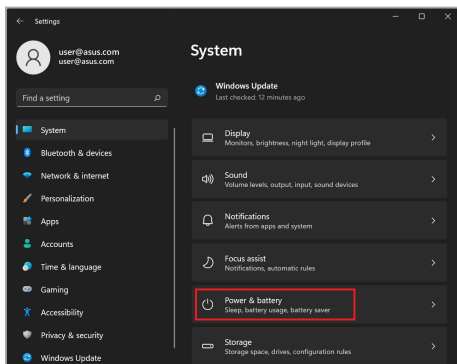 Settings
user@asus.com
user@asus.com
Find a setting
System
Bluetooth & devices
Network & internet
Personalization
Apps
Accounts
Time & language
Gaming
Accessibility
Privacy & security
Windows Update
System
Windows Update
Last checked: 12 minutes ago
Display
Monitors, brightness, night light, display profile
Sound
Volume levels, output, input, sound devices
Notifications
Alerts from apps and system
Focus assist
Notifications, automatic rules
Power & battery
Sleep, battery usage, battery saver
Storage
Storage space, drives, configuration rules